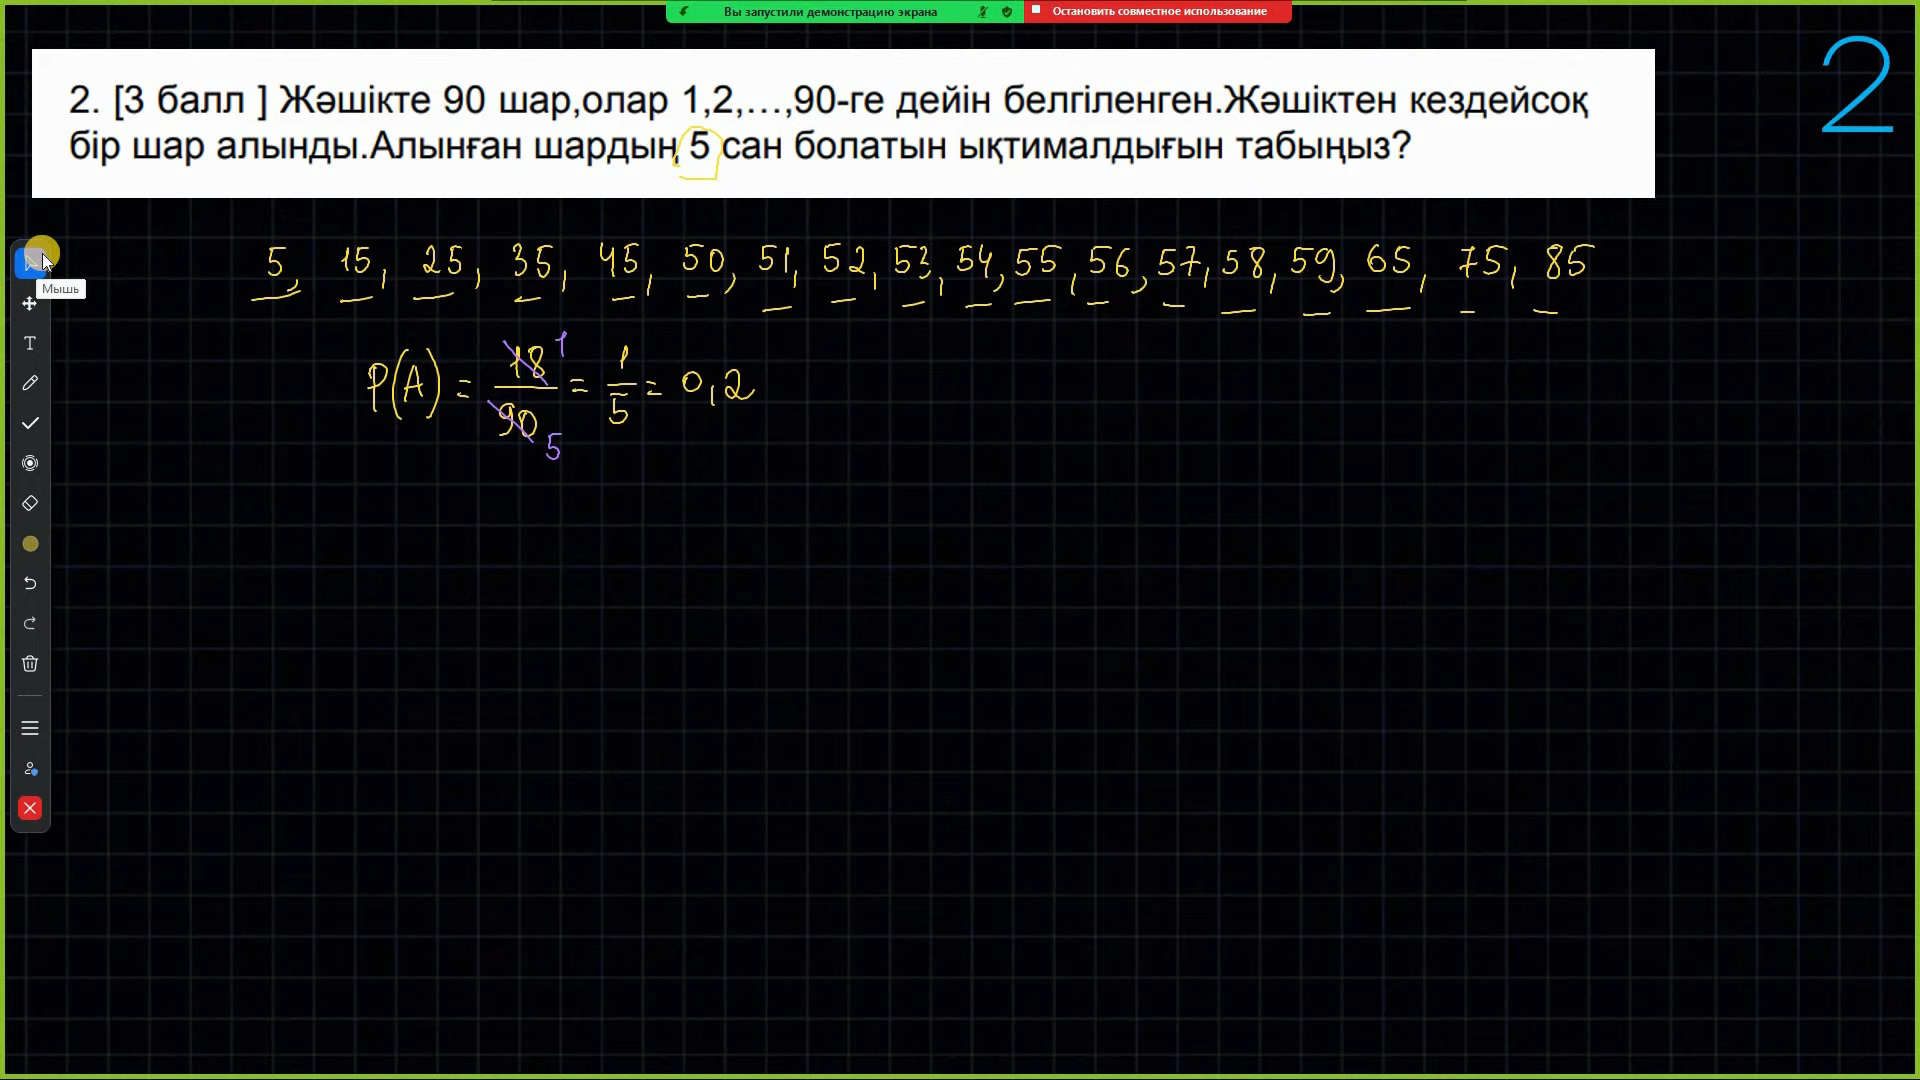 Вы запустили демонстрацию экрана
Остановить совместное использование
2
2. [3 балл ] Жәшікте 90 шар,олар 1,2,…,90-ге дейін белгіленген.Жәшіктен кездейсоқ
бір шар алынды.Алынған шардың 5 сан болатын ықтималдығын табыңыз?
5, 15, 25, 35, 45, 50, 51, 52, 53, 54, 55, 56, 57, 58, 59, 65, 75, 85
Мышь
P(A) = 18/90 = 1/5 = 0,2
1
5